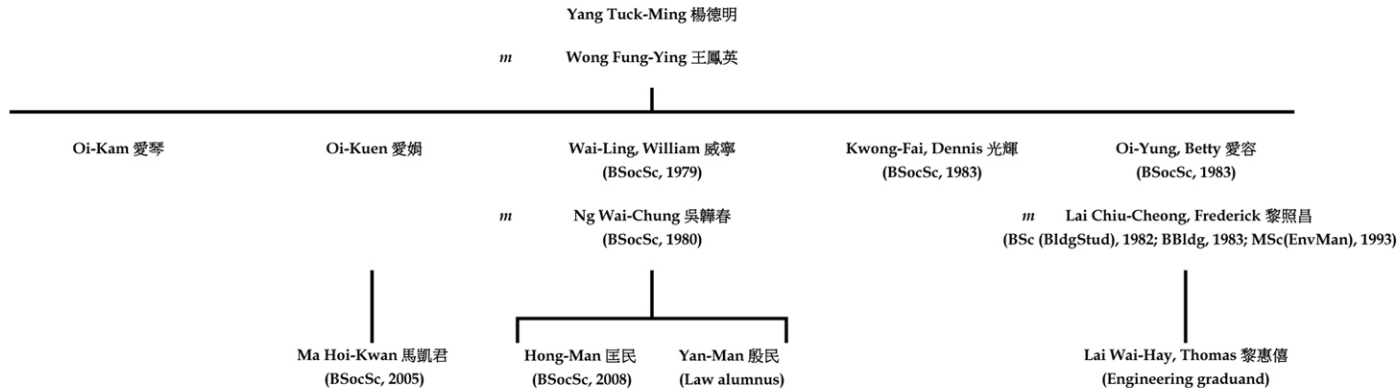 Yang Tuck-Ming 楊德明
m Wong Fung-Ying 王鳳英
Oi-Kam 愛琴
Oi-Kuen 愛娟
Wai-Ling, William 威寧
(BSocSc, 1979)
Kwong-Fai, Dennis 光輝
(BSocSc, 1983)
Oi-Yung, Betty 愛容
(BSocSc, 1983)
m Ng Wai-Chung 吳韡春
(BSocSc, 1980)
m Lai Chiu-Cheong, Frederick 黎照昌
(BSc (BldgStud), 1982; BBldg, 1983; MSc(EnvMan), 1993)
Ma Hoi-Kwan 馬凱君
(BSocSc, 2005)
Hong-Man 匡民
(BSocSc, 2008)
Yan-Man 殷民
(Law alumnus)
Lai Wai-Hay, Thomas 黎惠僖
(Engineering graduand)